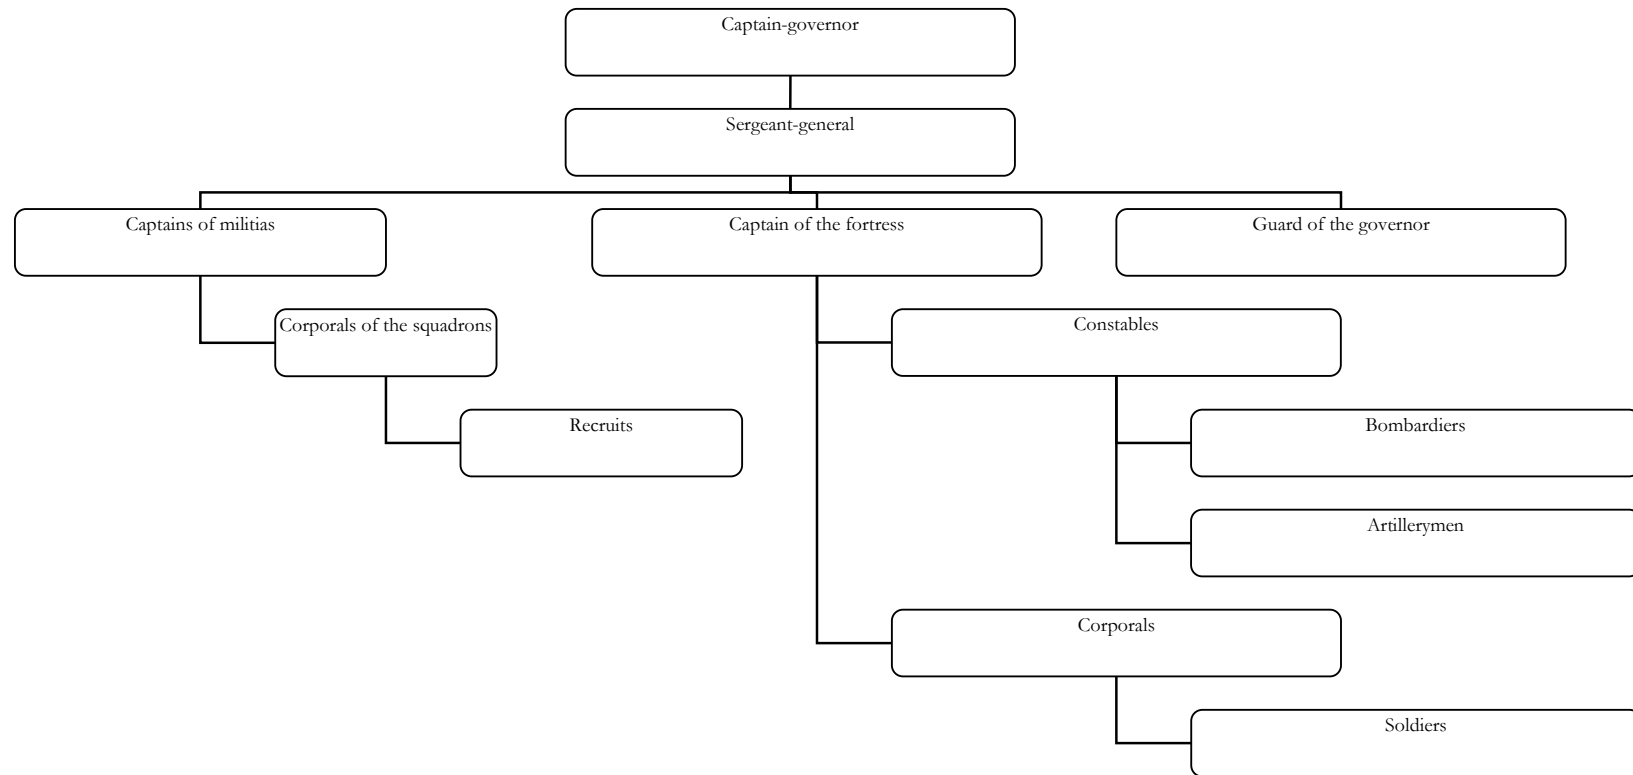 Captain-governor
Sergeant-general
Captains of militias
Captain of the fortress
Guard of the governor
Corporals of the squadrons
Constables
Recruits
Bombardiers
Artillerymen
Corporals
Soldiers